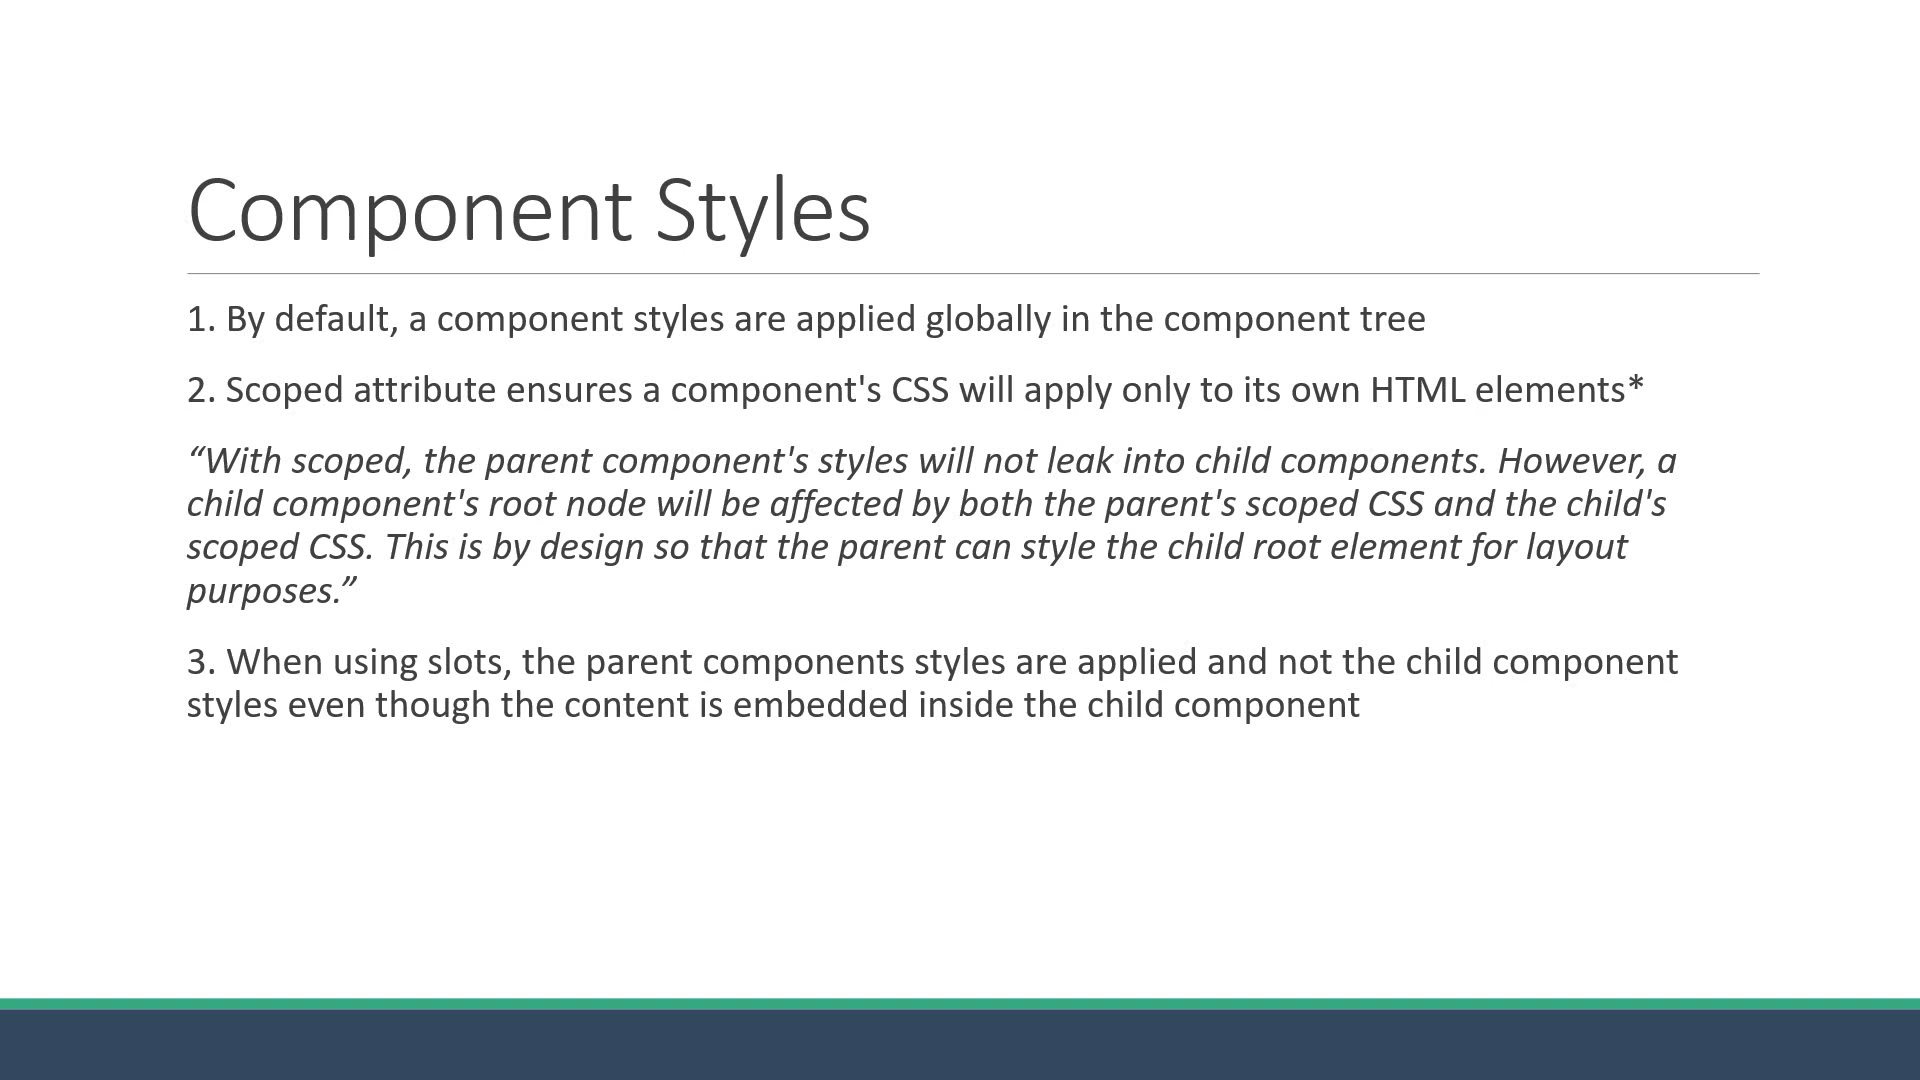 Component Styles
1. By default, a component styles are applied globally in the component tree
2. Scoped attribute ensures a component's CSS will apply only to its own HTML elements*
“With scoped, the parent component's styles will not leak into child components. However, a
child component's root node will be affected by both the parent's scoped CSS and the child's
scoped CSS. This is by design so that the parent can style the child root element for layout
purposes.”
3. When using slots, the parent components styles are applied and not the child component
styles even though the content is embedded inside the child component